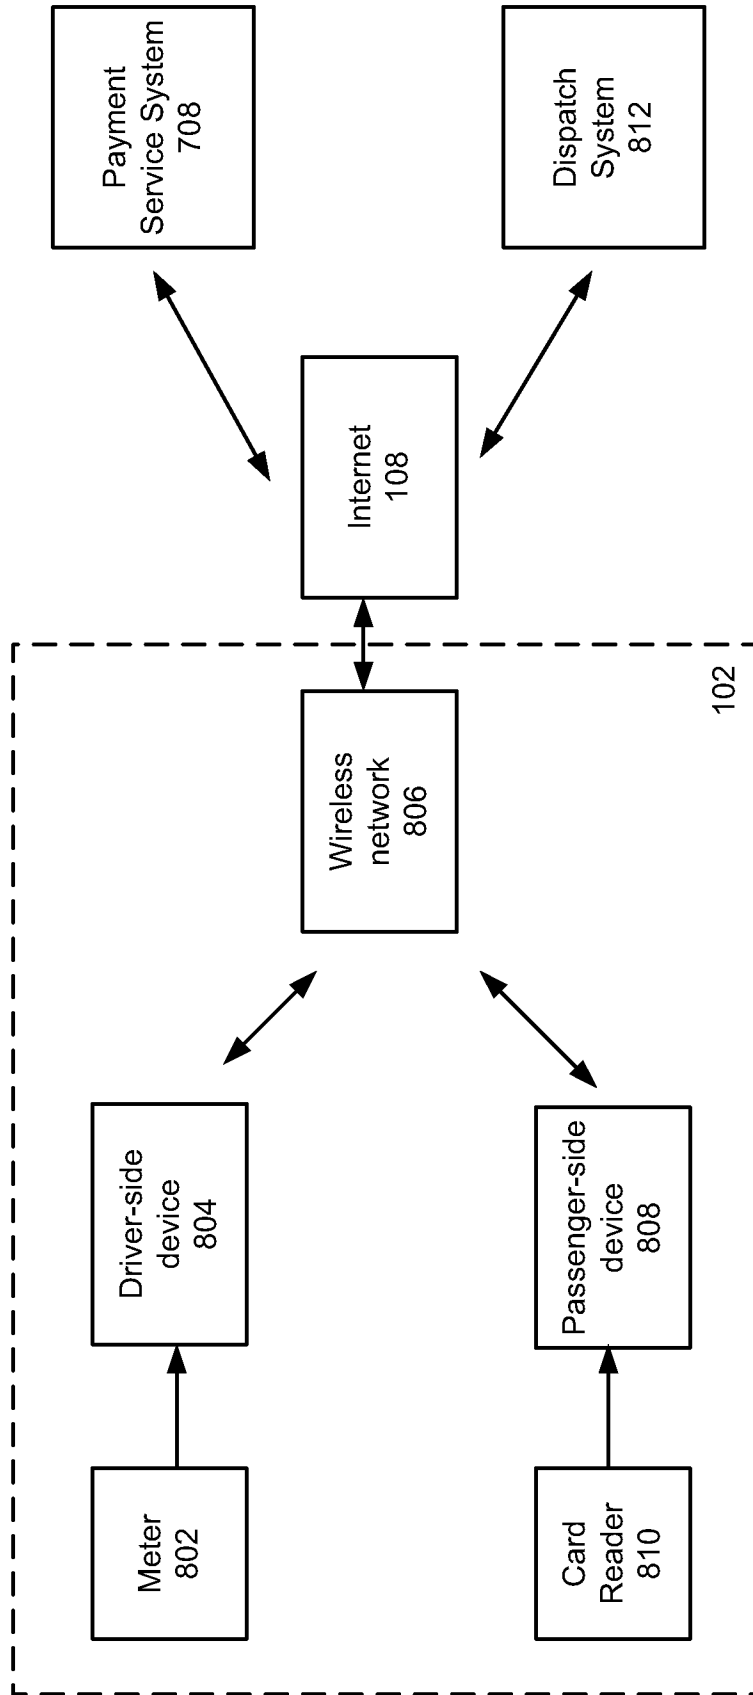 Meter
802
Driver-side
device
804
Wireless
network
806
Internet
108
Payment
Service System
708
Card
Reader
810
Passenger-side
device
808
Dispatch
System
812
102